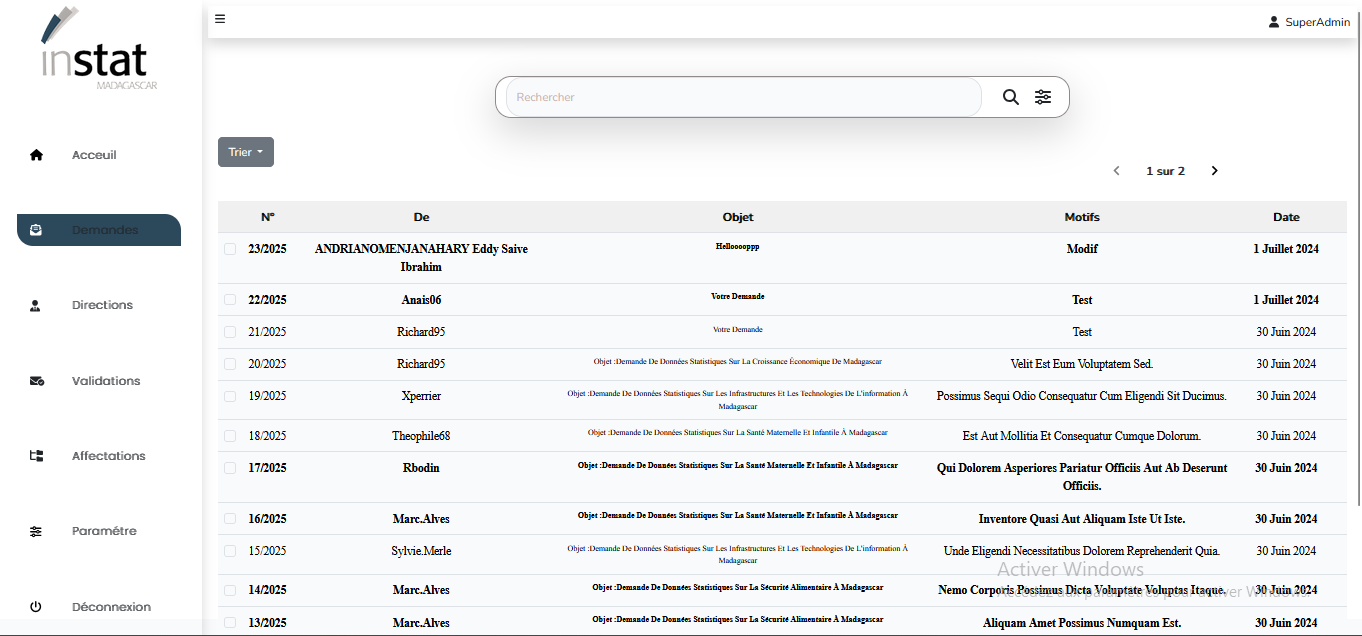 instat
MADAGASCAR
SuperAdmin
Rechercher
Acceuil
Trier
1 sur 2
Demandes
N° De Objet Motifs Date
23/2025 ANDRIANOMENJANAHARY Eddy Saive Hellooooppp Modif 1 Juillet 2024
Ibrahim
22/2025 Anais06 Votre Demande Test 1 Juillet 2024
Directions
21/2025 Richard95 Votre Demande Test 30 Juin 2024
20/2025 Richard95 Objet :Demande De Données Statistiques Sur La Croissance Économique De Madagascar Velit Est Eum Voluptatem Sed. 30 Juin 2024
Validations
19/2025 Xperrier Objet :Demande De Données Statistiques Sur Les Infrastructures Et Les Technologies De L'information À Possimus Sequi Odio Consequatur Cum Eligendi Sit Ducimus. 30 Juin 2024
Madagascar
18/2025 Theophile68 Objet :Demande De Données Statistiques Sur La Santé Maternelle Et Infantile À Madagascar Est Aut Mollitia Et Consequatur Cumque Dolorum. 30 Juin 2024
Affectations
17/2025 Rbodin Objet :Demande De Données Statistiques Sur La Santé Maternelle Et Infantile À Madagascar Qui Dolorem Asperiores Pariatur Officiis Aut Ab Deserunt 30 Juin 2024
Officiis.
16/2025 Marc.Alves Objet :Demande De Données Statistiques Sur La Santé Maternelle Et Infantile À Madagascar Inventore Quasi Aut Aliquam Iste Ut Iste. 30 Juin 2024
Paramétre
15/2025 Sylvie.Merle Objet :Demande De Données Statistiques Sur Les Infrastructures Et Les Technologies De L'information À Unde Eligendi Necessitatibus Dolorem Reprehenderit Quia. 30 Juin 2024
Madagascar
Activer Windows
14/2025 Marc.Alves Objet :Demande De Données Statistiques Sur La Sécurité Alimentaire À Madagascar Nemo Corporis Possimus Dicta Voluptate Voluptas Itaque. 30 Juin 2024
Accédez aux paramètres pour activer Windows.
Déconnexion
13/2025 Marc.Alves Objet :Demande De Données Statistiques Sur La Sécurité Alimentaire À Madagascar Aliquam Amet Possimus Numquam Est. 30 Juin 2024